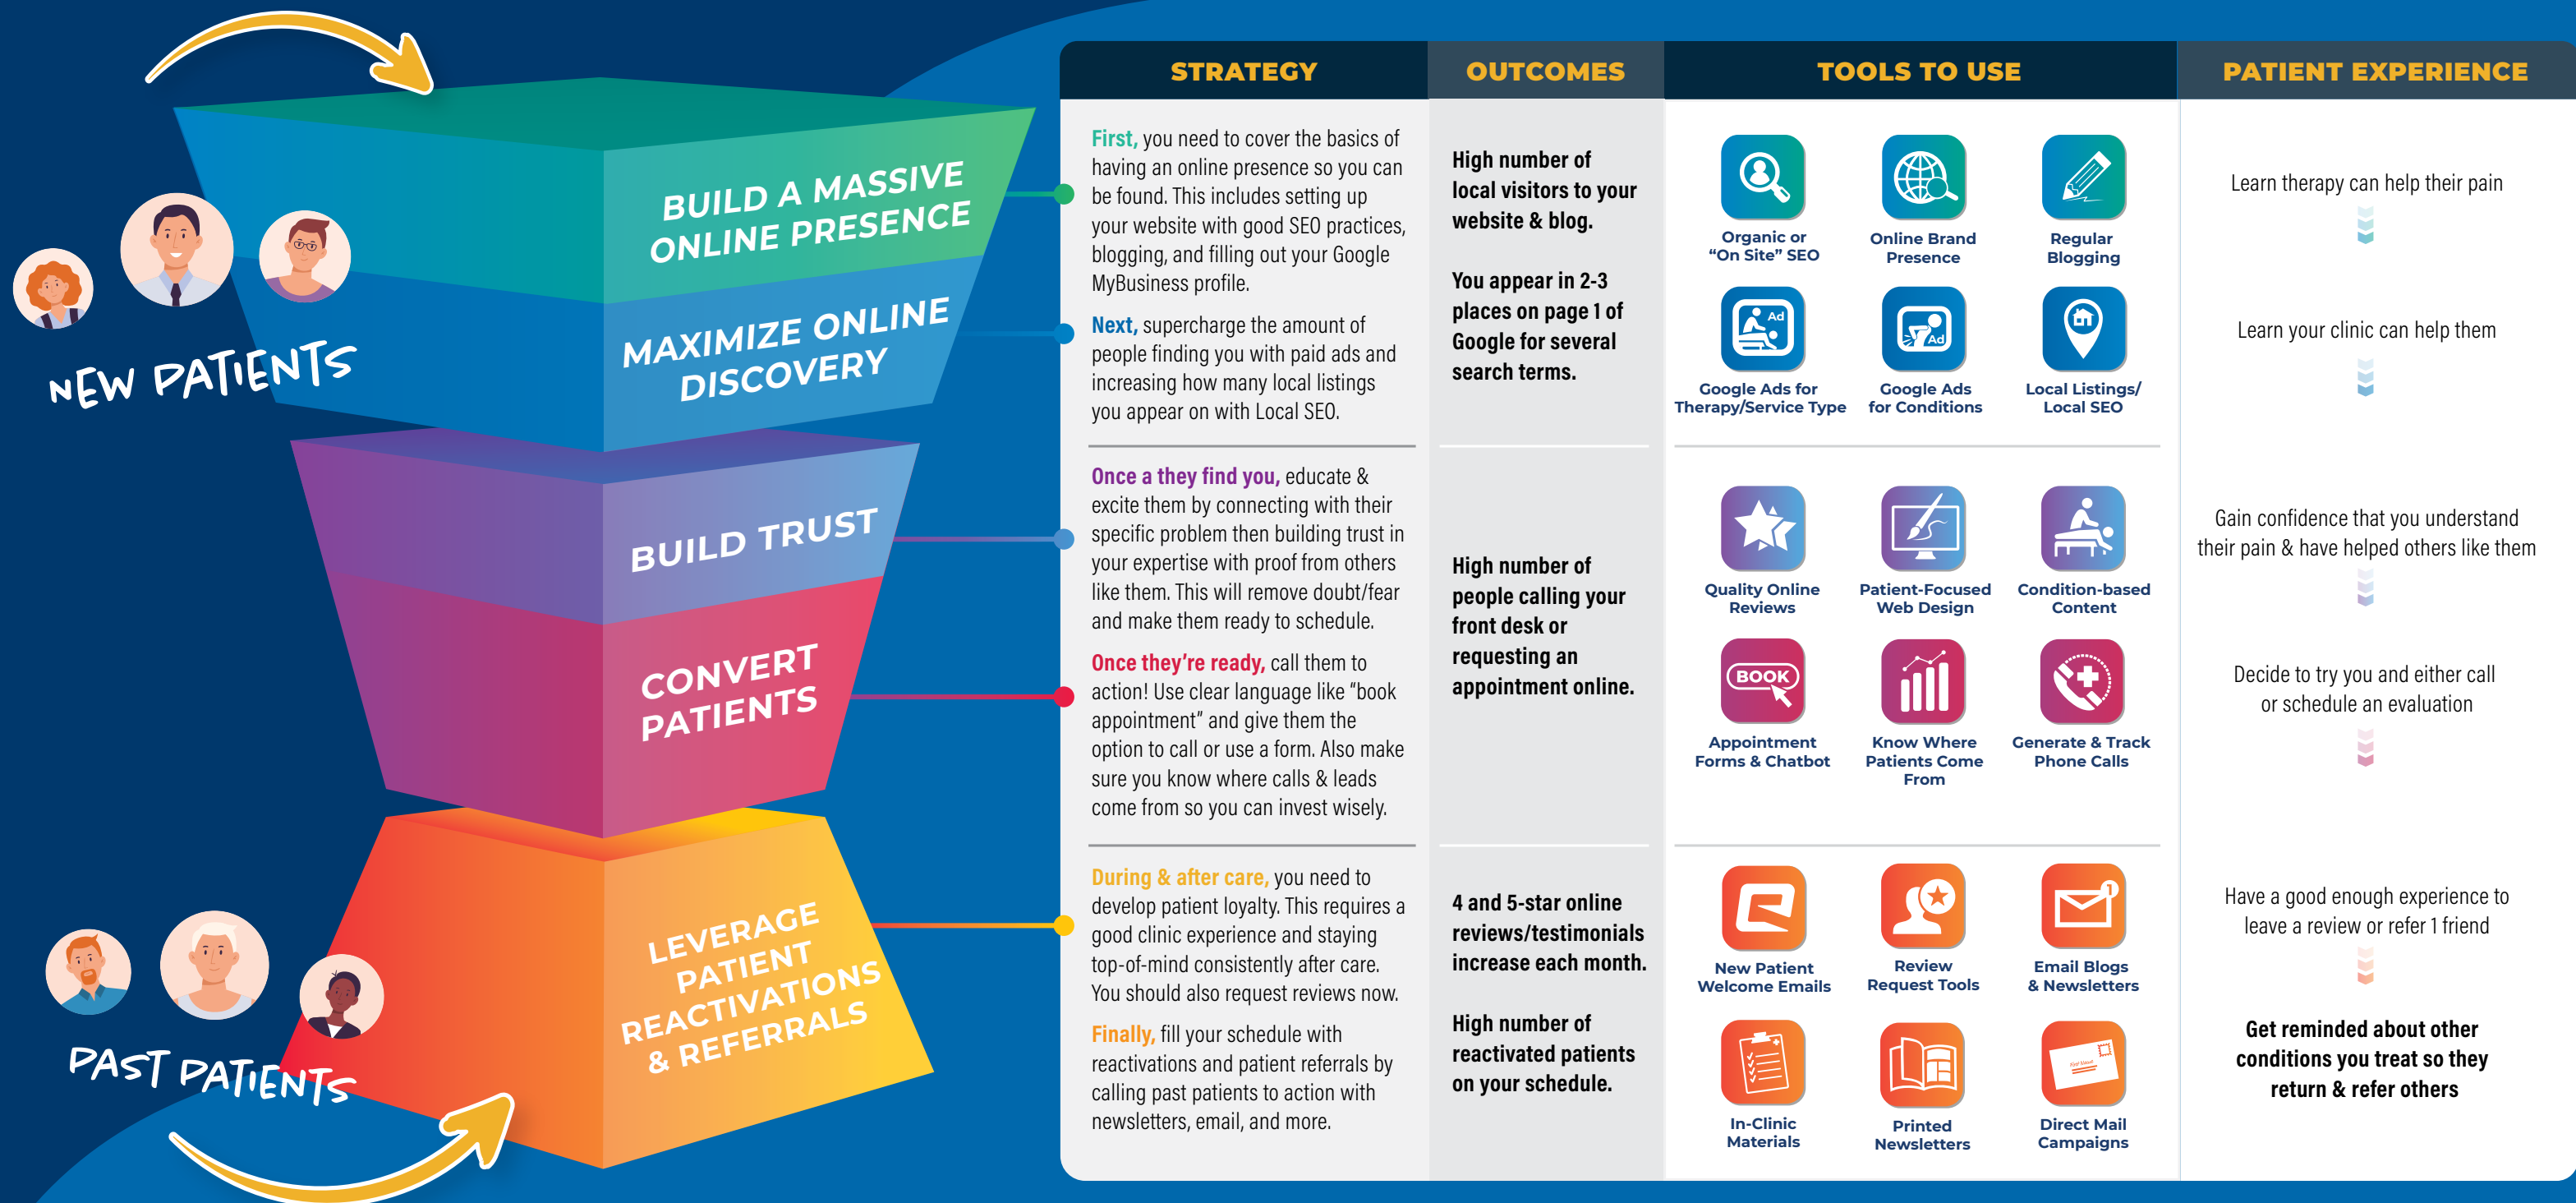 NEW PATIENTS
PAST PATIENTS
BUILD A MASSIVE
ONLINE PRESENCE
MAXIMIZE ONLINE
DISCOVERY
BUILD TRUST
CONVERT
PATIENTS
LEVERAGE
PATIENT
REACTIVATIONS
& REFERRALS
STRATEGY
First, you need to cover the basics of
having an online presence so you can
be found. This includes setting up
your website with good SEO practices,
blogging, and filling out your Google
MyBusiness profile.
Next, supercharge the amount of
people finding you with paid ads and
increasing how many local listings
you appear on with Local SEO.
Once a they find you, educate &
excite them by connecting with their
specific problem then building trust in
your expertise with proof from others
like them. This will remove doubt/fear
and make them ready to schedule.
Once they're ready, call them to
action! Use clear language like "book
appointment" and give them the
option to call or use a form. Also make
sure you know where calls & leads
come from so you can invest wisely.
During & after care, you need to
develop patient loyalty. This requires a
good clinic experience and staying
top-of-mind consistently after care.
You should also request reviews now.
Finally, fill your schedule with
reactivations and patient referrals by
calling past patients to action with
newsletters, email, and more.
OUTCOMES
High number of
local visitors to your
website & blog.
You appear in 2-3
places on page 1 of
Google for several
search terms.
High number of
people calling your
front desk or
requesting an
appointment online.
4 and 5-star online
reviews/testimonials
increase each month.
High number of
reactivated patients
on your schedule.
TOOLS TO USE
Organic or
“On Site” SEO
Online Brand
Presence
Regular
Blogging
Ad
Google Ads for
Therapy/Service Type
Ad
Google Ads
for Conditions
Local Listings/
Local SEO
Quality Online
Reviews
Patient-Focused
Web Design
Condition-based
Content
BOOK
Appointment
Forms & Chatbot
Know Where
Patients Come
From
Generate & Track
Phone Calls
New Patient
Welcome Emails
Review
Request Tools
1
Email Blogs
& Newsletters
In-Clinic
Materials
Printed
Newsletters
Direct Mail
Campaigns
PATIENT EXPERIENCE
Learn therapy can help their pain
Learn your clinic can help them
Gain confidence that you understand
their pain & have helped others like them
Decide to try you and either call
or schedule an evaluation
Have a good enough experience to
leave a review or refer 1 friend
Get reminded about other
conditions you treat so they
return & refer others